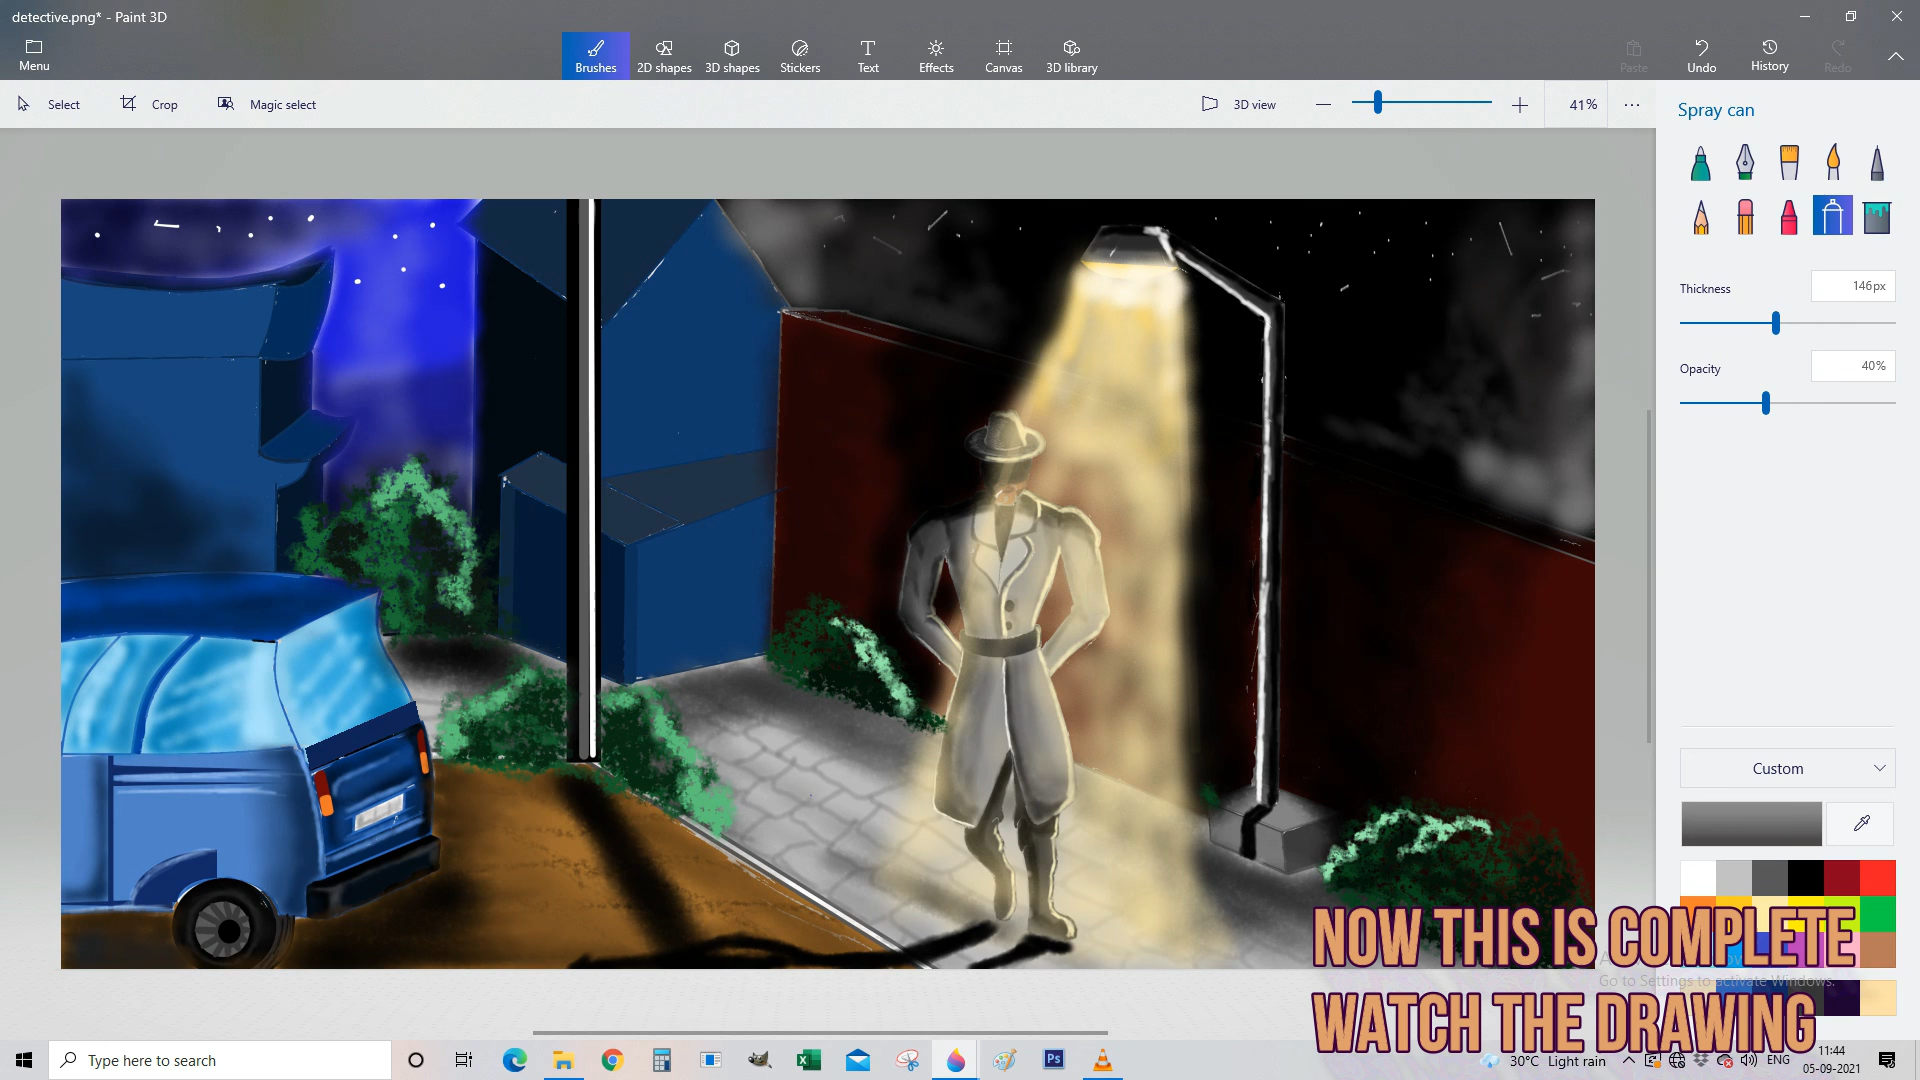 detective.png* - Paint 3D
Menu
Brushes
2D shapes
3D shapes
Stickers
Text
Effects
Canvas
3D library
Paste
Undo
History
Redo
Select
Crop
Magic select
3D view
41%
Spray can
Thickness
146px
Opacity
40%
Custom
NOW THIS IS COMPLETE
Go to Settings to activate Windows.
WATCH THE DRAWING
Type here to search
Ps
30°C Light rain
ENG
11:44
05-09-2021